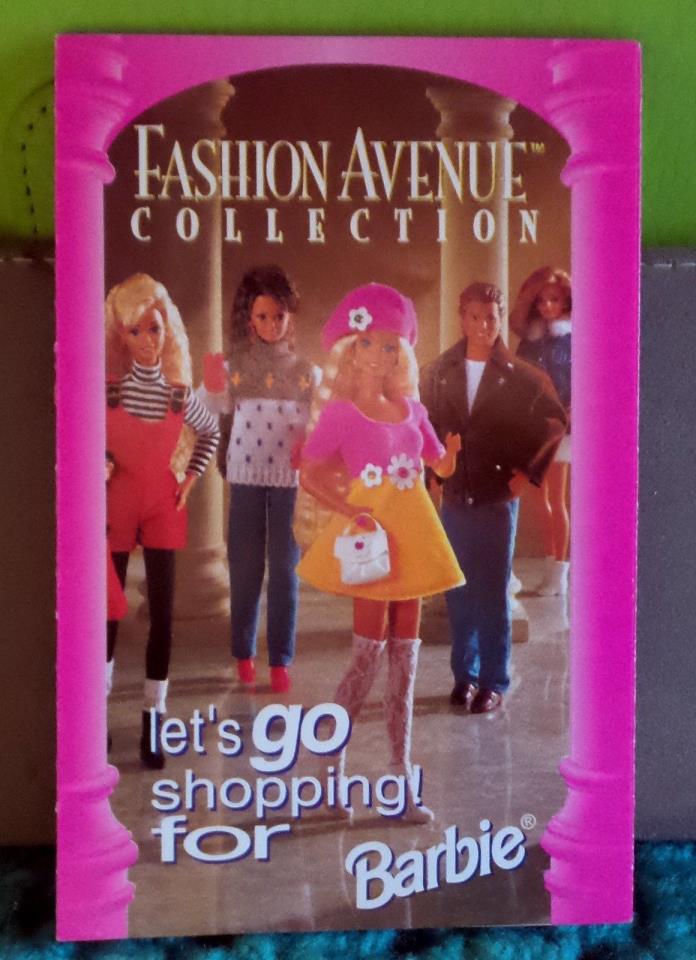 FASHION AVENUE™
COLLECTION
let's go
shopping!
for
Barbie®